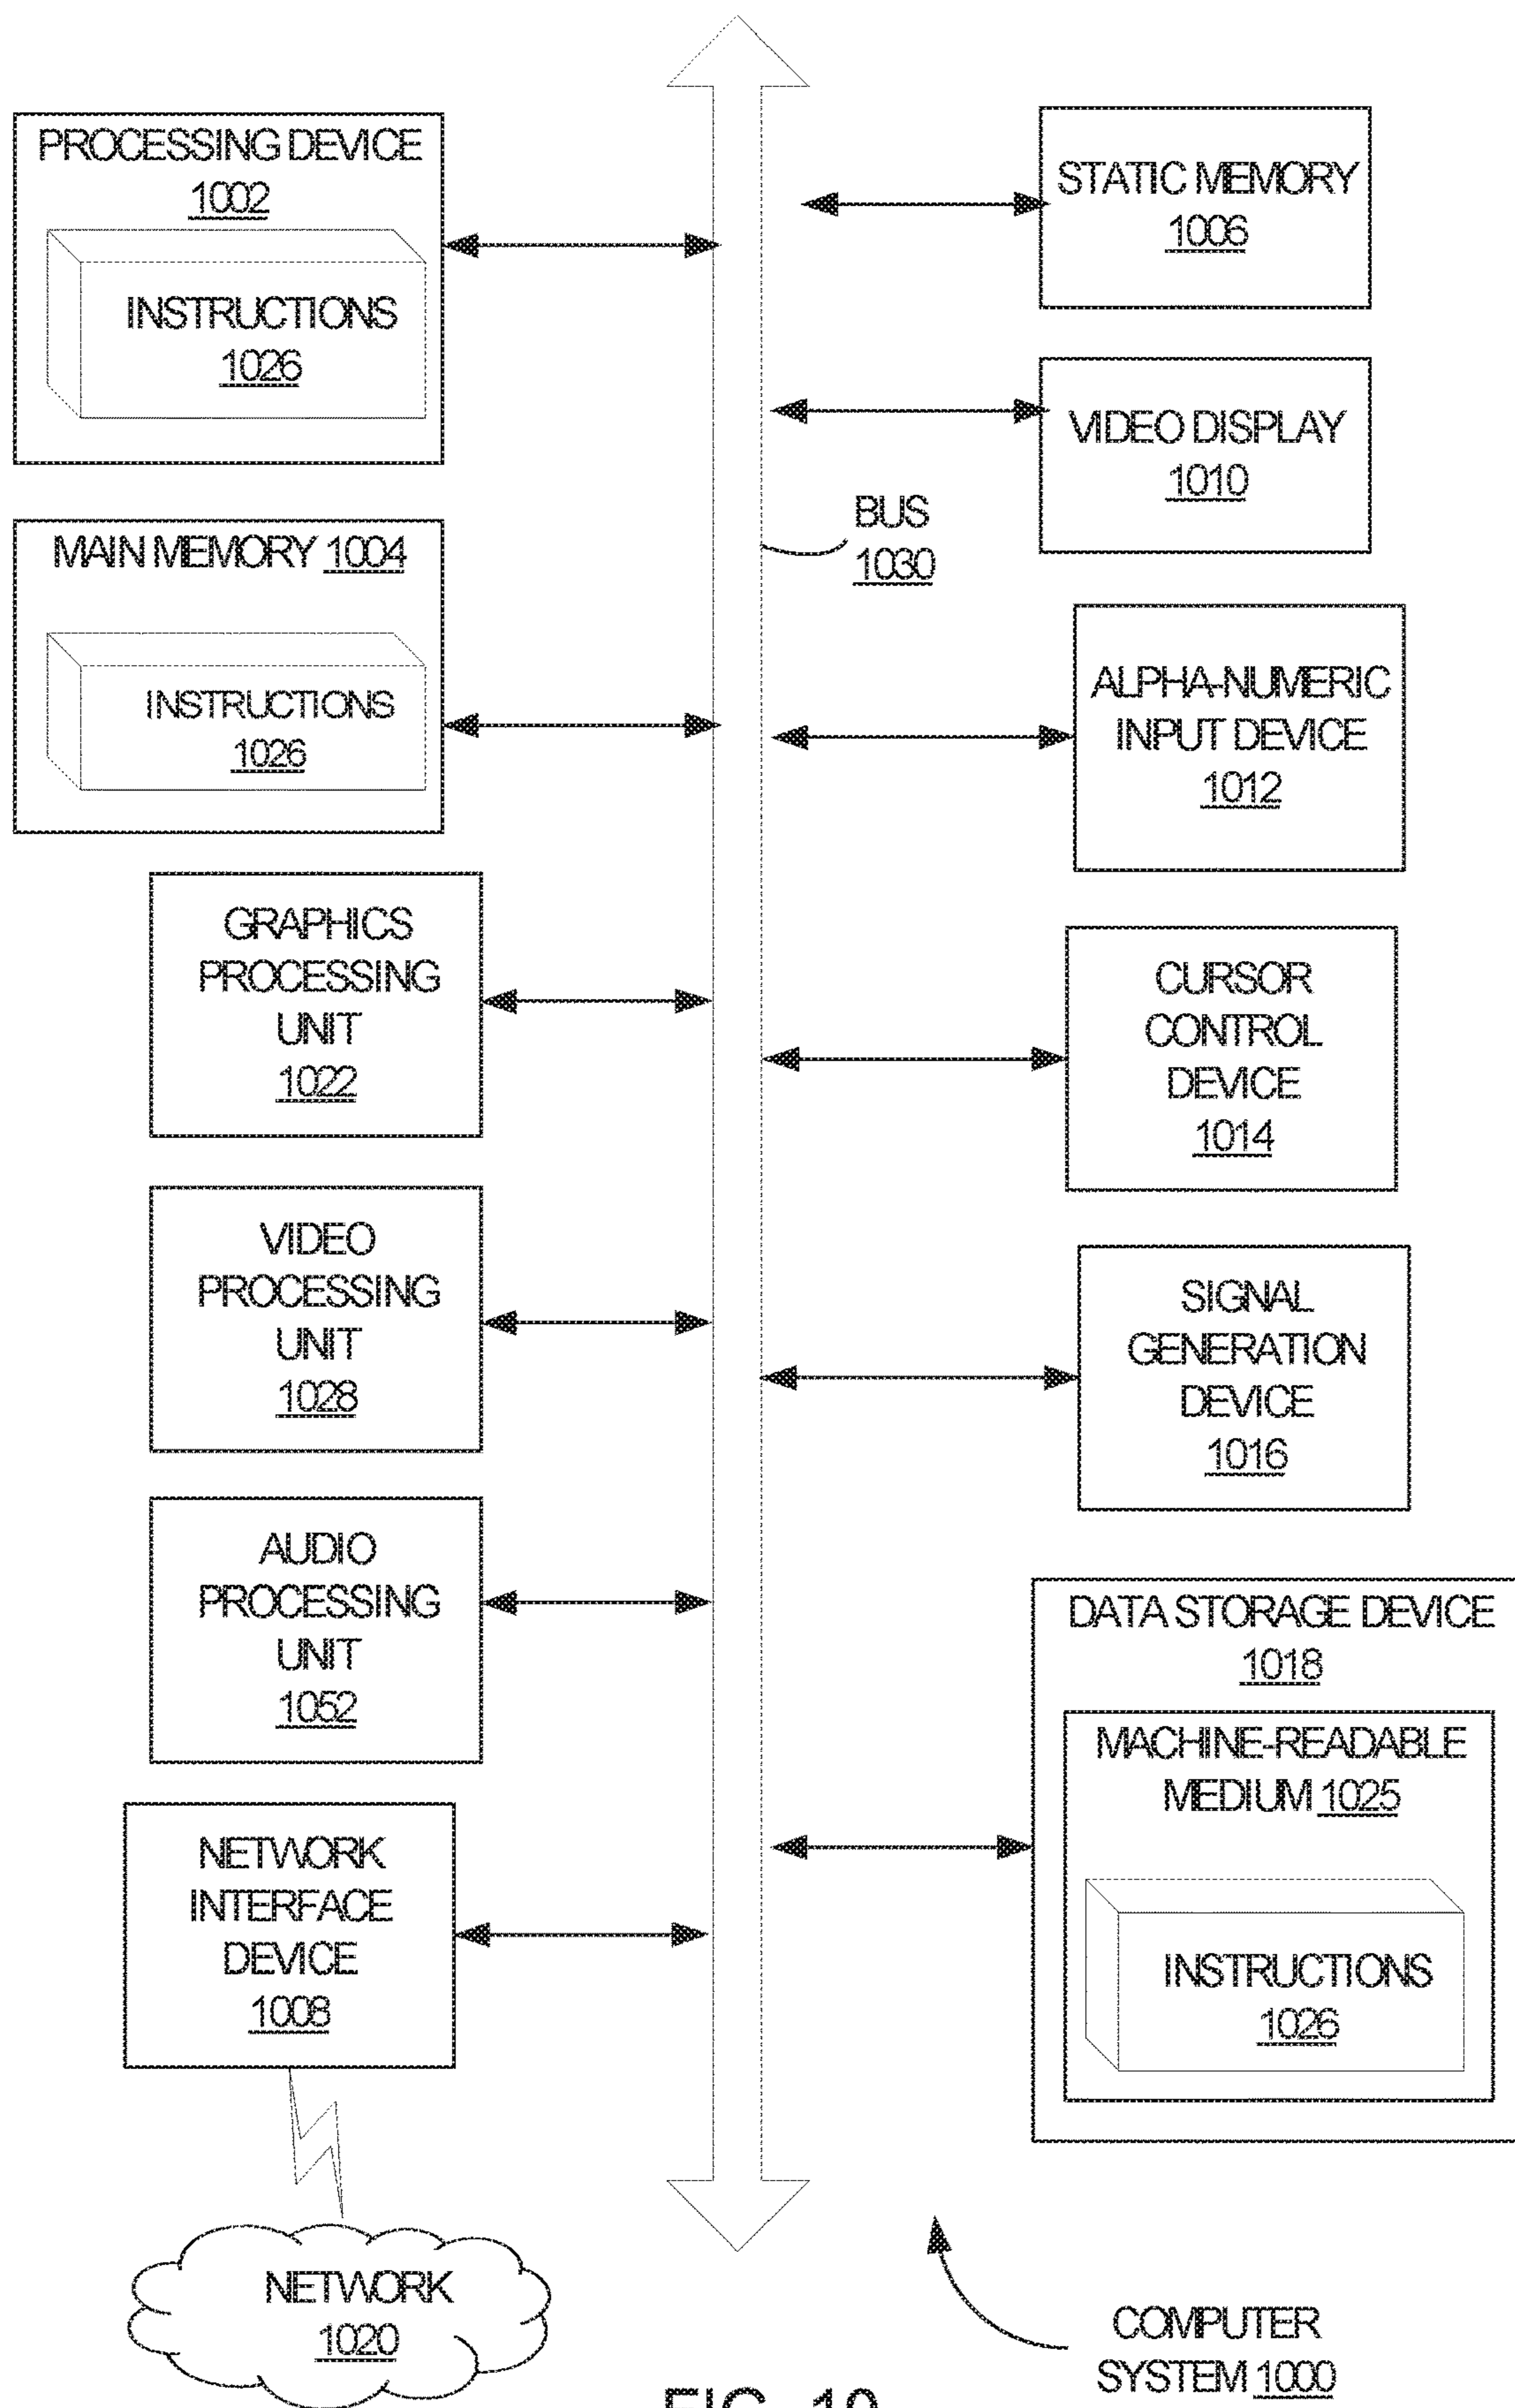 PROCESSING DEVICE
1002
INSTRUCTIONS
1026
MAIN MEMORY 1004
INSTRUCTIONS
1026
GRAPHICS
PROCESSING
UNIT
1022
VIDEO
PROCESSING
UNIT
1028
AUDIO
PROCESSING
UNIT
1052
NETWORK
INTERFACE
DEVICE
1008
NETWORK
1020
BUS
1030
STATIC MEMORY
1006
VIDEO DISPLAY
1010
ALPHA-NUMERIC
INPUT DEVICE
1012
CURSOR
CONTROL
DEVICE
1014
SIGNAL
GENERATION
DEVICE
1016
DATA STORAGE DEVICE
1018
MACHINE-READABLE
MEDIUM 1025
INSTRUCTIONS
1026
COMPUTER
SYSTEM 1000
FIG. 10